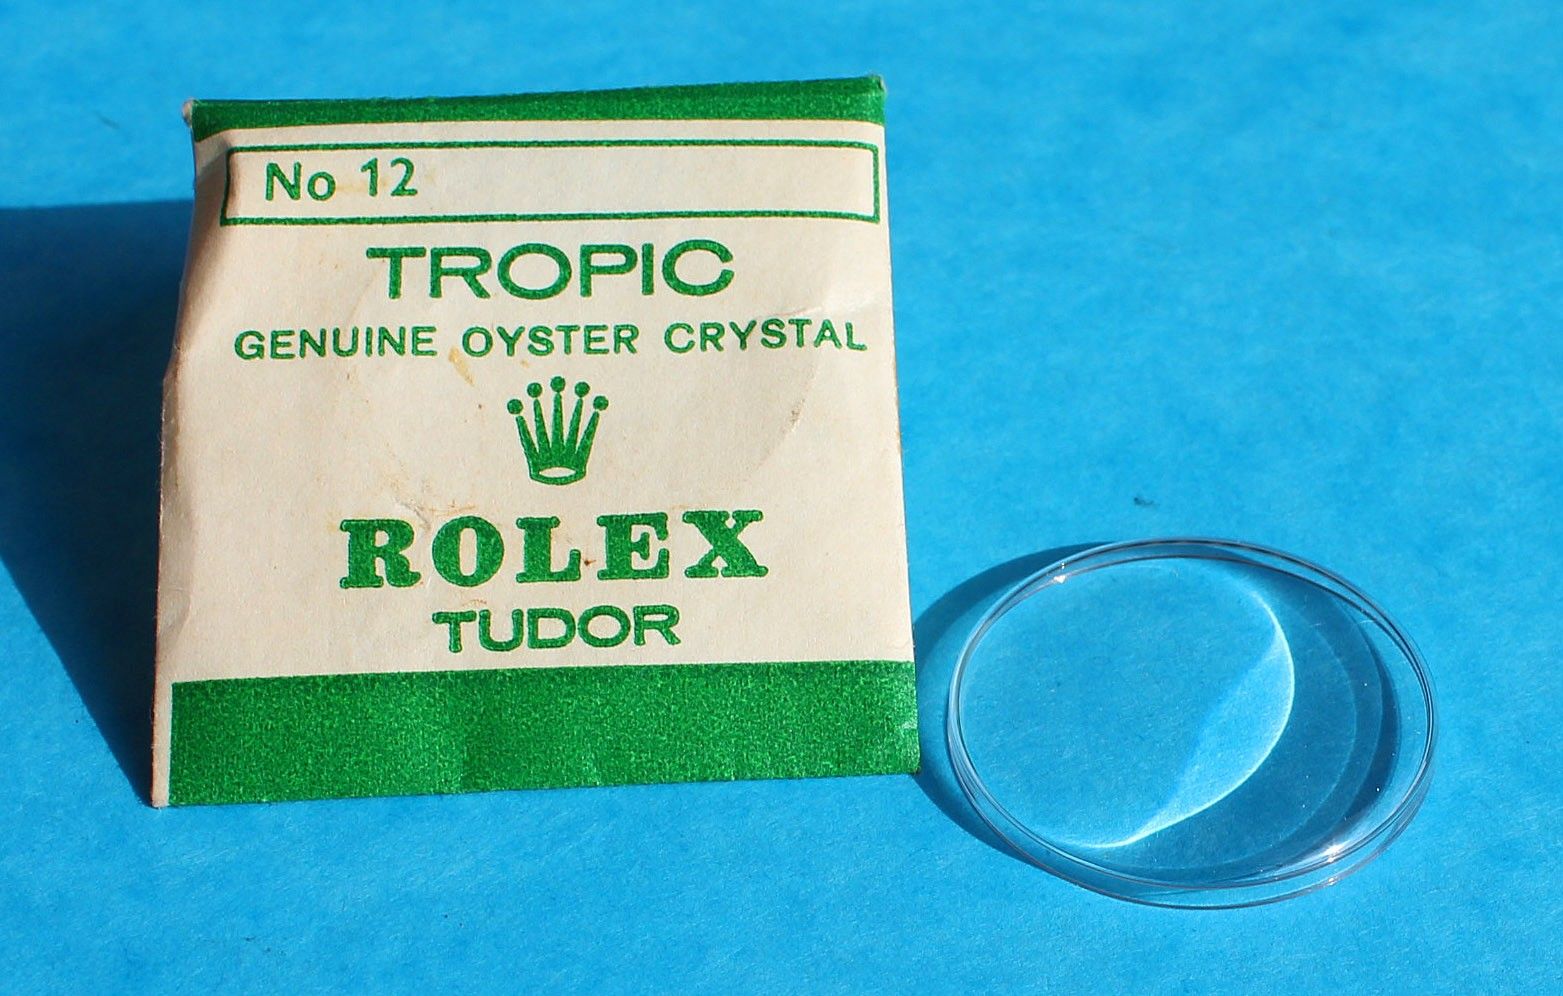 No 12
TROPIC
GENUINE OYSTER CRYSTAL
ROLEX
TUDOR